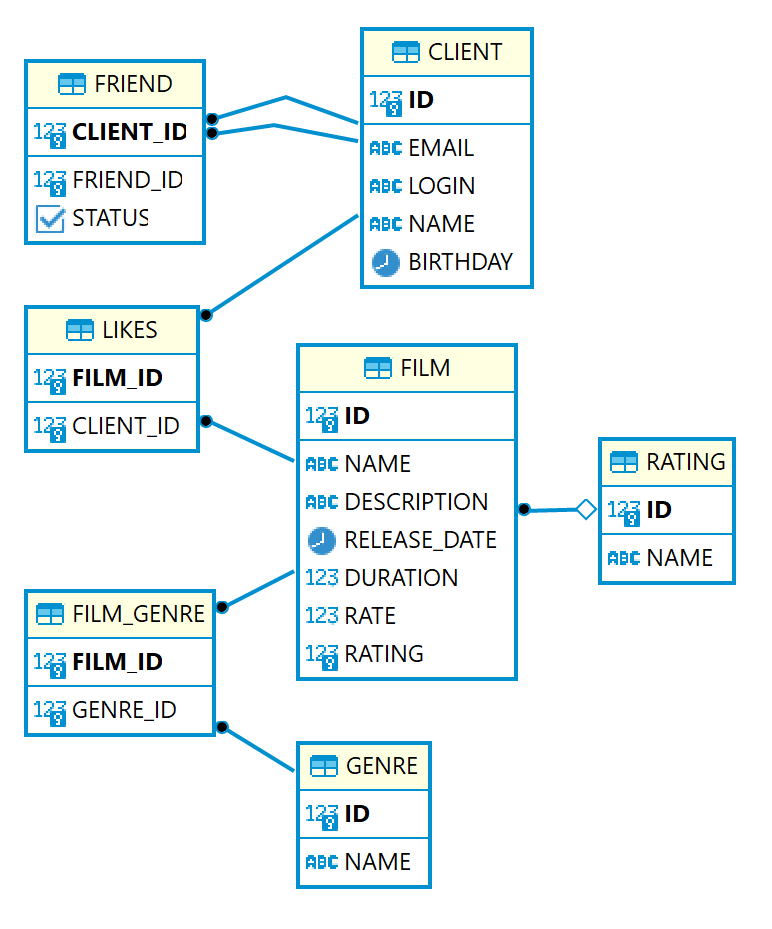 FRIEND
123 CLIENT_ID
123 FRIEND_ID
STATUS
CLIENT
123 ID
ABC EMAIL
ABC LOGIN
ABC NAME
BIRTHDAY
LIKES
123 FILM_ID
123 CLIENT_ID
FILM
123 ID
ABC NAME
ABC DESCRIPTION
RELEASE_DATE
123 DURATION
123 RATE
123 RATING
RATING
123 ID
ABC NAME
FILM_GENRE
123 FILM_ID
123 GENRE_ID
GENRE
123 ID
ABC NAME